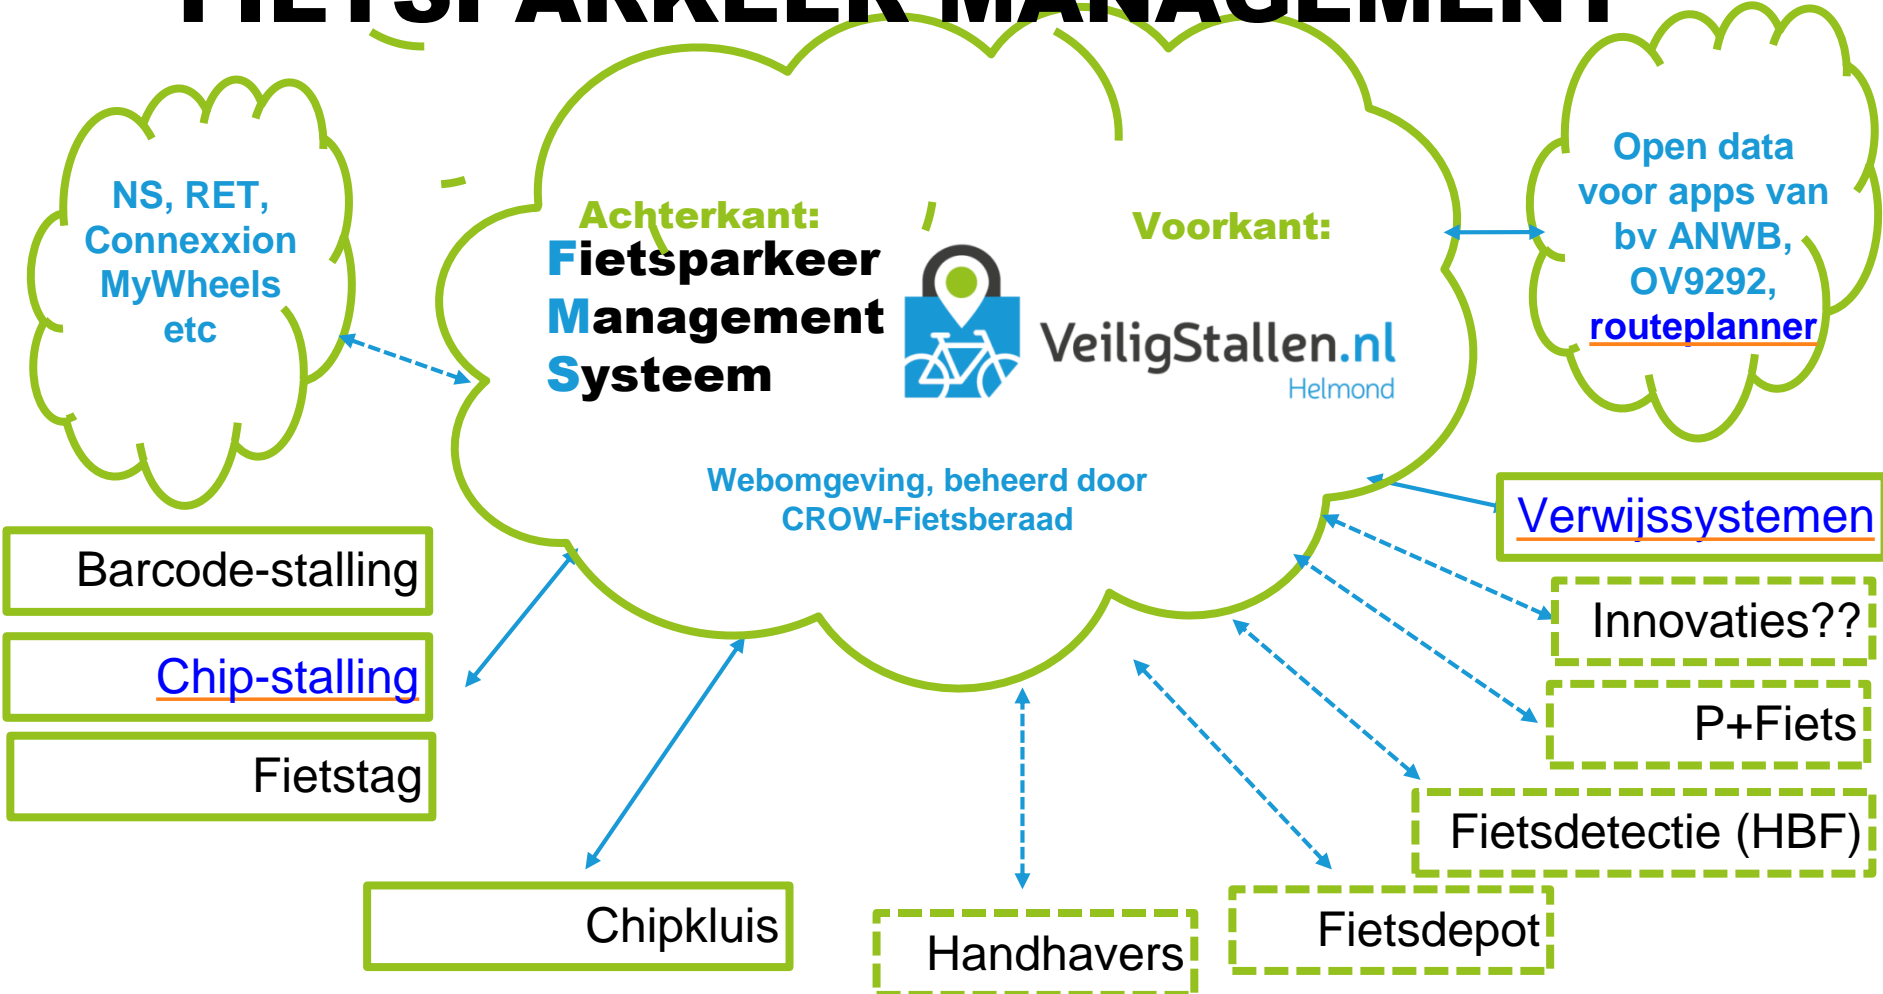 FIETSPARKEER MANAGEMENT
NS, RET,
Connexxion
MyWheels
etc
Achterkant:
Fietsparkeer
Management
Systeem
Voorkant:
VeiligStallen.nl
Helmond
Webomgeving, beheerd door
CROW-Fietsberaad
Open data
voor apps van
bv ANWB,
OV9292,
routeplanner
Barcode-stalling
Chip-stalling
Fietstag
Chipkluis
Handhavers
Fietsdepot
Fietsdetectie (HBF)
P+Fiets
Innovaties??
Verwijssystemen